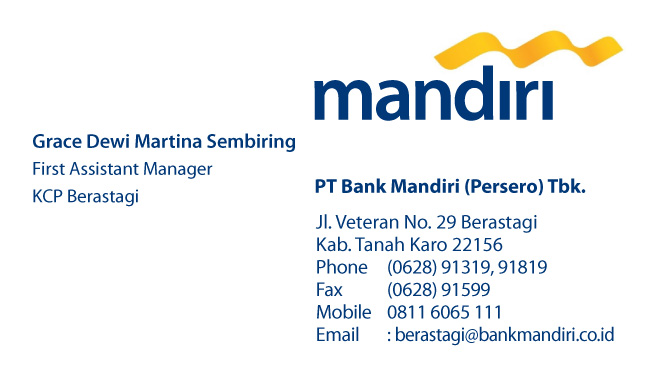 mandiri
Grace Dewi Martina Sembiring
First Assistant Manager
KCP Berastagi
PT Bank Mandiri (Persero) Tbk.
Jl. Veteran No. 29 Berastagi
Kab. Tanah Karo 22156
Phone (0628) 91319, 91819
Fax (0628) 91599
Mobile 0811 6065 111
Email : berastagi@bankmandiri.co.id